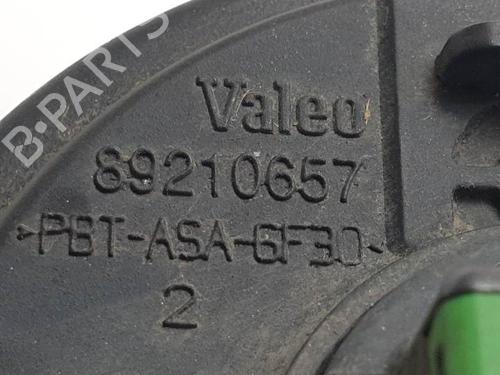 B-PARTS
Valeo
89210657
>PBT-ASA-GF30<
2